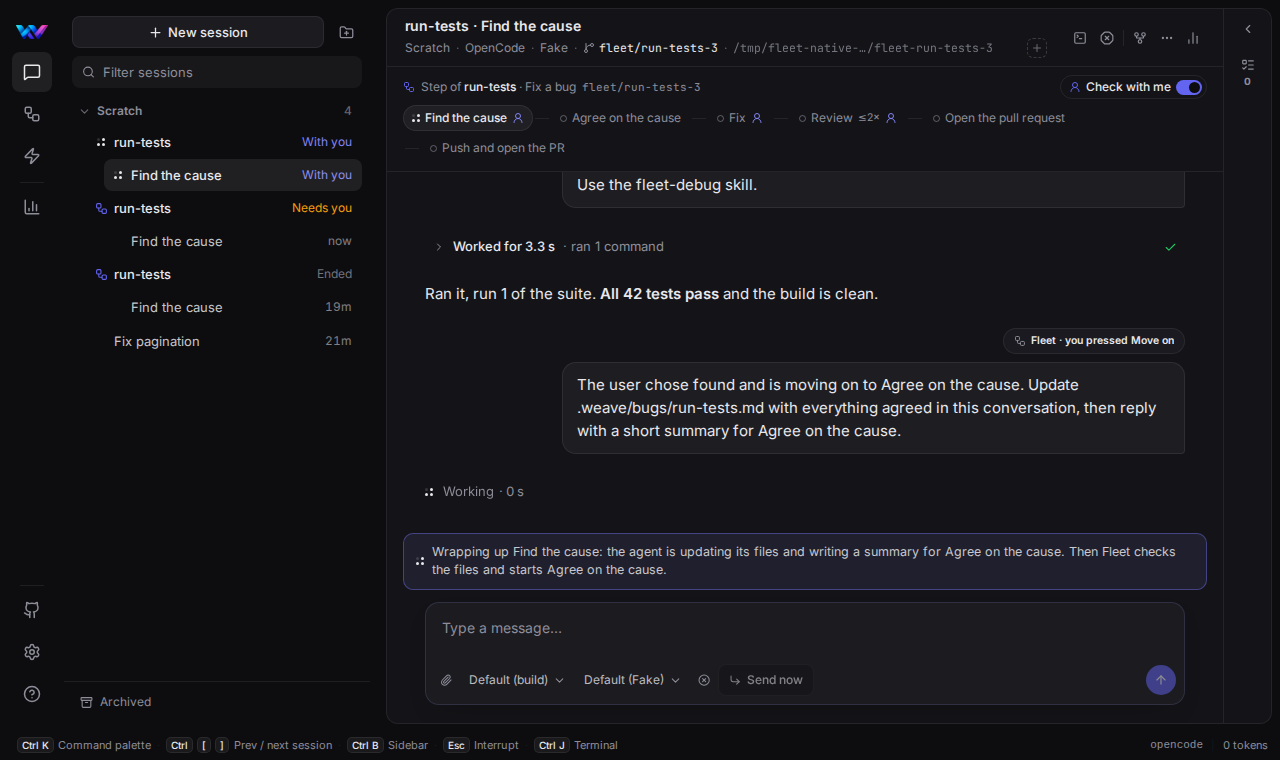 New session
Filter sessions
Scratch 4
run-tests With you
Find the cause With you
run-tests Needs you
Find the cause now
run-tests Ended
Find the cause 19m
Fix pagination 21m
Archived
run-tests · Find the cause
Scratch · OpenCode · Fake · fleet/run-tests-3 · /tmp/fleet-native-…/fleet-run-tests-3
Step of run-tests · Fix a bug fleet/run-tests-3
Check with me
Find the cause Agree on the cause Fix Review ≤2× Open the pull request
Push and open the PR
Use the fleet-debug skill.
Worked for 3.3 s · ran 1 command
Ran it, run 1 of the suite. All 42 tests pass and the build is clean.
Fleet · you pressed Move on
The user chose found and is moving on to Agree on the cause. Update
.weave/bugs/run-tests.md with everything agreed in this conversation, then reply
with a short summary for Agree on the cause.
Working · 0 s
Wrapping up Find the cause: the agent is updating its files and writing a summary for Agree on the cause. Then Fleet checks
the files and starts Agree on the cause.
Type a message...
Default (build) Default (Fake) Send now
0
Ctrl K Command palette Ctrl [ ] Prev / next session Ctrl B Sidebar Esc Interrupt Ctrl J Terminal
opencode 0 tokens